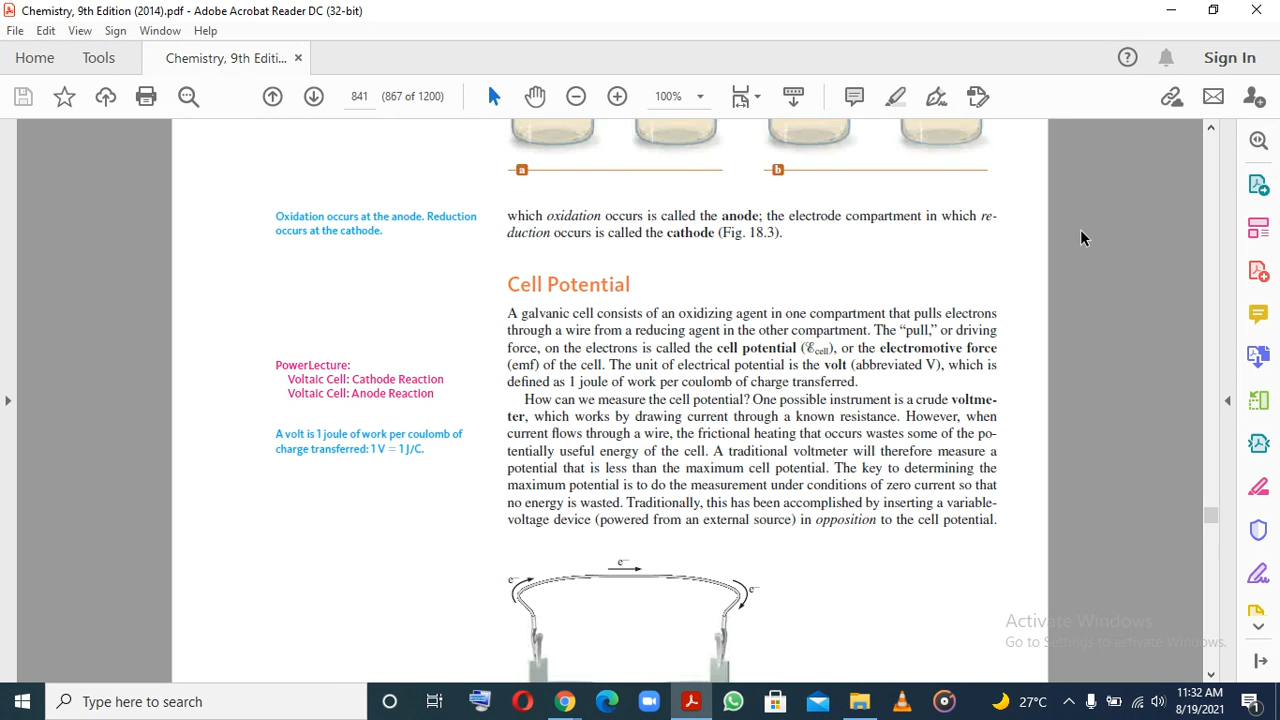 Chemistry, 9th Edition (2014).pdf - Adobe Acrobat Reader DC (32-bit)
File Edit View Sign Window Help
Home Tools Chemistry, 9th Editi... × Sign In
841 (867 of 1200) 100%
a b
Oxidation occurs at the anode. Reduction
occurs at the cathode.
which oxidation occurs is called the anode; the electrode compartment in which re-
duction occurs is called the cathode (Fig. 18.3).
Cell Potential
A galvanic cell consists of an oxidizing agent in one compartment that pulls electrons
through a wire from a reducing agent in the other compartment. The “pull,” or driving
force, on the electrons is called the cell potential (ℰcell), or the electromotive force
(emf) of the cell. The unit of electrical potential is the volt (abbreviated V), which is
defined as 1 joule of work per coulomb of charge transferred.
PowerLecture:
Voltaic Cell: Cathode Reaction
Voltaic Cell: Anode Reaction
How can we measure the cell potential? One possible instrument is a crude voltme-
ter, which works by drawing current through a known resistance. However, when
current flows through a wire, the frictional heating that occurs wastes some of the po-
tentially useful energy of the cell. A traditional voltmeter will therefore measure a
potential that is less than the maximum cell potential. The key to determining the
maximum potential is to do the measurement under conditions of zero current so that
no energy is wasted. Traditionally, this has been accomplished by inserting a variable-
voltage device (powered from an external source) in opposition to the cell potential.
A volt is 1 joule of work per coulomb of
charge transferred: 1 V = 1 J/C.
e−
e− e−
Activate Windows
Go to Settings to activate Windows.
Type here to search
27°C
11:32 AM
8/19/2021
1